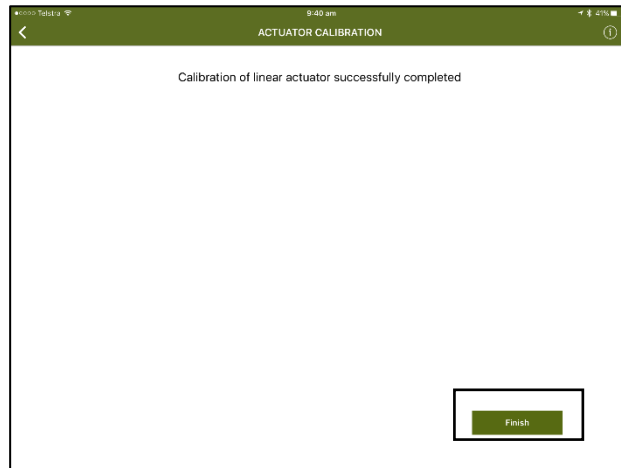 Telstra 9:40 am 41%
ACTUATOR CALIBRATION
Calibration of linear actuator successfully completed
Finish